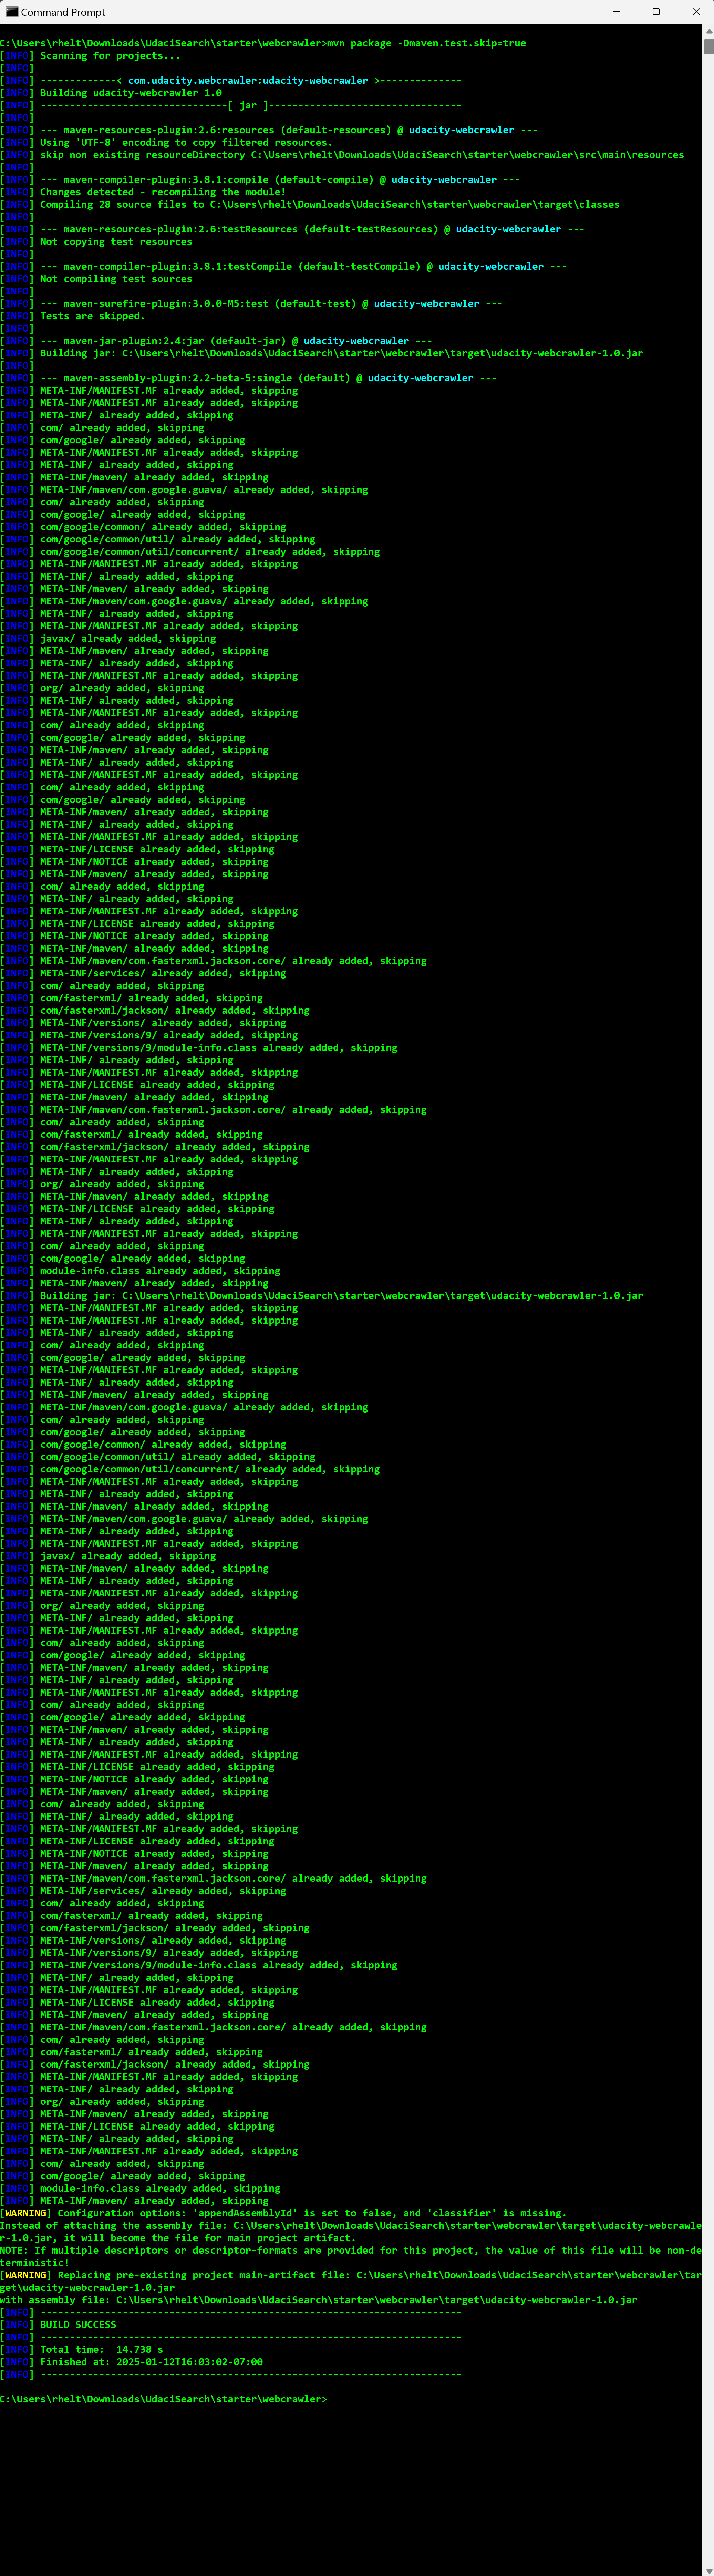 Command Prompt
C:\Users\rhelt\Downloads\UdaciSearch\starter\webcrawler>mvn package -Dmaven.test.skip=true
[INFO] Scanning for projects...
[INFO]
[INFO] -------------< com.udacity.webcrawler:udacity-webcrawler >--------------
[INFO] Building udacity-webcrawler 1.0
[INFO] --------------------------------[ jar ]---------------------------------
[INFO]
[INFO] --- maven-resources-plugin:2.6:resources (default-resources) @ udacity-webcrawler ---
[INFO] Using 'UTF-8' encoding to copy filtered resources.
[INFO] skip non existing resourceDirectory C:\Users\rhelt\Downloads\UdaciSearch\starter\webcrawler\src\main\resources
[INFO]
[INFO] --- maven-compiler-plugin:3.8.1:compile (default-compile) @ udacity-webcrawler ---
[INFO] Changes detected - recompiling the module!
[INFO] Compiling 28 source files to C:\Users\rhelt\Downloads\UdaciSearch\starter\webcrawler\target\classes
[INFO]
[INFO] --- maven-resources-plugin:2.6:testResources (default-testResources) @ udacity-webcrawler ---
[INFO] Not copying test resources
[INFO]
[INFO] --- maven-compiler-plugin:3.8.1:testCompile (default-testCompile) @ udacity-webcrawler ---
[INFO] Not compiling test sources
[INFO]
[INFO] --- maven-surefire-plugin:3.0.0-M5:test (default-test) @ udacity-webcrawler ---
[INFO] Tests are skipped.
[INFO]
[INFO] --- maven-jar-plugin:2.4:jar (default-jar) @ udacity-webcrawler ---
[INFO] Building jar: C:\Users\rhelt\Downloads\UdaciSearch\starter\webcrawler\target\udacity-webcrawler-1.0.jar
[INFO]
[INFO] --- maven-assembly-plugin:2.2-beta-5:single (default) @ udacity-webcrawler ---
[INFO] META-INF/MANIFEST.MF already added, skipping
[INFO] META-INF/MANIFEST.MF already added, skipping
[INFO] META-INF/ already added, skipping
[INFO] com/ already added, skipping
[INFO] com/google/ already added, skipping
[INFO] META-INF/MANIFEST.MF already added, skipping
[INFO] META-INF/ already added, skipping
[INFO] META-INF/maven/ already added, skipping
[INFO] META-INF/maven/com.google.guava/ already added, skipping
[INFO] com/ already added, skipping
[INFO] com/google/ already added, skipping
[INFO] com/google/common/ already added, skipping
[INFO] com/google/common/util/ already added, skipping
[INFO] com/google/common/util/concurrent/ already added, skipping
[INFO] META-INF/MANIFEST.MF already added, skipping
[INFO] META-INF/ already added, skipping
[INFO] META-INF/maven/ already added, skipping
[INFO] META-INF/maven/com.google.guava/ already added, skipping
[INFO] META-INF/ already added, skipping
[INFO] META-INF/MANIFEST.MF already added, skipping
[INFO] javax/ already added, skipping
[INFO] META-INF/maven/ already added, skipping
[INFO] META-INF/ already added, skipping
[INFO] META-INF/MANIFEST.MF already added, skipping
[INFO] org/ already added, skipping
[INFO] META-INF/ already added, skipping
[INFO] META-INF/MANIFEST.MF already added, skipping
[INFO] com/ already added, skipping
[INFO] com/google/ already added, skipping
[INFO] META-INF/maven/ already added, skipping
[INFO] META-INF/ already added, skipping
[INFO] META-INF/MANIFEST.MF already added, skipping
[INFO] com/ already added, skipping
[INFO] com/google/ already added, skipping
[INFO] META-INF/maven/ already added, skipping
[INFO] META-INF/ already added, skipping
[INFO] META-INF/MANIFEST.MF already added, skipping
[INFO] META-INF/LICENSE already added, skipping
[INFO] META-INF/NOTICE already added, skipping
[INFO] META-INF/maven/ already added, skipping
[INFO] com/ already added, skipping
[INFO] META-INF/ already added, skipping
[INFO] META-INF/MANIFEST.MF already added, skipping
[INFO] META-INF/LICENSE already added, skipping
[INFO] META-INF/NOTICE already added, skipping
[INFO] META-INF/maven/ already added, skipping
[INFO] META-INF/maven/com.fasterxml.jackson.core/ already added, skipping
[INFO] META-INF/services/ already added, skipping
[INFO] com/ already added, skipping
[INFO] com/fasterxml/ already added, skipping
[INFO] com/fasterxml/jackson/ already added, skipping
[INFO] META-INF/versions/ already added, skipping
[INFO] META-INF/versions/9/ already added, skipping
[INFO] META-INF/versions/9/module-info.class already added, skipping
[INFO] META-INF/ already added, skipping
[INFO] META-INF/MANIFEST.MF already added, skipping
[INFO] META-INF/LICENSE already added, skipping
[INFO] META-INF/maven/ already added, skipping
[INFO] META-INF/maven/com.fasterxml.jackson.core/ already added, skipping
[INFO] com/ already added, skipping
[INFO] com/fasterxml/ already added, skipping
[INFO] com/fasterxml/jackson/ already added, skipping
[INFO] META-INF/MANIFEST.MF already added, skipping
[INFO] META-INF/ already added, skipping
[INFO] org/ already added, skipping
[INFO] META-INF/maven/ already added, skipping
[INFO] META-INF/LICENSE already added, skipping
[INFO] META-INF/ already added, skipping
[INFO] META-INF/MANIFEST.MF already added, skipping
[INFO] com/ already added, skipping
[INFO] com/google/ already added, skipping
[INFO] module-info.class already added, skipping
[INFO] META-INF/maven/ already added, skipping
[INFO] Building jar: C:\Users\rhelt\Downloads\UdaciSearch\starter\webcrawler\target\udacity-webcrawler-1.0.jar
[INFO] META-INF/MANIFEST.MF already added, skipping
[INFO] META-INF/MANIFEST.MF already added, skipping
[INFO] META-INF/ already added, skipping
[INFO] com/ already added, skipping
[INFO] com/google/ already added, skipping
[INFO] META-INF/MANIFEST.MF already added, skipping
[INFO] META-INF/ already added, skipping
[INFO] META-INF/maven/ already added, skipping
[INFO] META-INF/maven/com.google.guava/ already added, skipping
[INFO] com/ already added, skipping
[INFO] com/google/ already added, skipping
[INFO] com/google/common/ already added, skipping
[INFO] com/google/common/util/ already added, skipping
[INFO] com/google/common/util/concurrent/ already added, skipping
[INFO] META-INF/MANIFEST.MF already added, skipping
[INFO] META-INF/ already added, skipping
[INFO] META-INF/maven/ already added, skipping
[INFO] META-INF/maven/com.google.guava/ already added, skipping
[INFO] META-INF/ already added, skipping
[INFO] META-INF/MANIFEST.MF already added, skipping
[INFO] javax/ already added, skipping
[INFO] META-INF/maven/ already added, skipping
[INFO] META-INF/ already added, skipping
[INFO] META-INF/MANIFEST.MF already added, skipping
[INFO] org/ already added, skipping
[INFO] META-INF/ already added, skipping
[INFO] META-INF/MANIFEST.MF already added, skipping
[INFO] com/ already added, skipping
[INFO] com/google/ already added, skipping
[INFO] META-INF/maven/ already added, skipping
[INFO] META-INF/ already added, skipping
[INFO] META-INF/MANIFEST.MF already added, skipping
[INFO] com/ already added, skipping
[INFO] com/google/ already added, skipping
[INFO] META-INF/maven/ already added, skipping
[INFO] META-INF/ already added, skipping
[INFO] META-INF/MANIFEST.MF already added, skipping
[INFO] META-INF/LICENSE already added, skipping
[INFO] META-INF/NOTICE already added, skipping
[INFO] META-INF/maven/ already added, skipping
[INFO] com/ already added, skipping
[INFO] META-INF/ already added, skipping
[INFO] META-INF/MANIFEST.MF already added, skipping
[INFO] META-INF/LICENSE already added, skipping
[INFO] META-INF/NOTICE already added, skipping
[INFO] META-INF/maven/ already added, skipping
[INFO] META-INF/maven/com.fasterxml.jackson.core/ already added, skipping
[INFO] META-INF/services/ already added, skipping
[INFO] com/ already added, skipping
[INFO] com/fasterxml/ already added, skipping
[INFO] com/fasterxml/jackson/ already added, skipping
[INFO] META-INF/versions/ already added, skipping
[INFO] META-INF/versions/9/ already added, skipping
[INFO] META-INF/versions/9/module-info.class already added, skipping
[INFO] META-INF/ already added, skipping
[INFO] META-INF/MANIFEST.MF already added, skipping
[INFO] META-INF/LICENSE already added, skipping
[INFO] META-INF/maven/ already added, skipping
[INFO] META-INF/maven/com.fasterxml.jackson.core/ already added, skipping
[INFO] com/ already added, skipping
[INFO] com/fasterxml/ already added, skipping
[INFO] com/fasterxml/jackson/ already added, skipping
[INFO] META-INF/MANIFEST.MF already added, skipping
[INFO] META-INF/ already added, skipping
[INFO] org/ already added, skipping
[INFO] META-INF/maven/ already added, skipping
[INFO] META-INF/LICENSE already added, skipping
[INFO] META-INF/ already added, skipping
[INFO] META-INF/MANIFEST.MF already added, skipping
[INFO] com/ already added, skipping
[INFO] com/google/ already added, skipping
[INFO] module-info.class already added, skipping
[INFO] META-INF/maven/ already added, skipping
[WARNING] Configuration options: 'appendAssemblyId' is set to false, and 'classifier' is missing.
Instead of attaching the assembly file: C:\Users\rhelt\Downloads\UdaciSearch\starter\webcrawler\target\udacity-webcrawle
r-1.0.jar, it will become the file for main project artifact.
NOTE: If multiple descriptors or descriptor-formats are provided for this project, the value of this file will be non-de
terministic!
[WARNING] Replacing pre-existing project main-artifact file: C:\Users\rhelt\Downloads\UdaciSearch\starter\webcrawler\tar
get\udacity-webcrawler-1.0.jar
with assembly file: C:\Users\rhelt\Downloads\UdaciSearch\starter\webcrawler\target\udacity-webcrawler-1.0.jar
[INFO] ------------------------------------------------------------------------
[INFO] BUILD SUCCESS
[INFO] ------------------------------------------------------------------------
[INFO] Total time:  14.738 s
[INFO] Finished at: 2025-01-12T16:03:02-07:00
[INFO] ------------------------------------------------------------------------
C:\Users\rhelt\Downloads\UdaciSearch\starter\webcrawler>